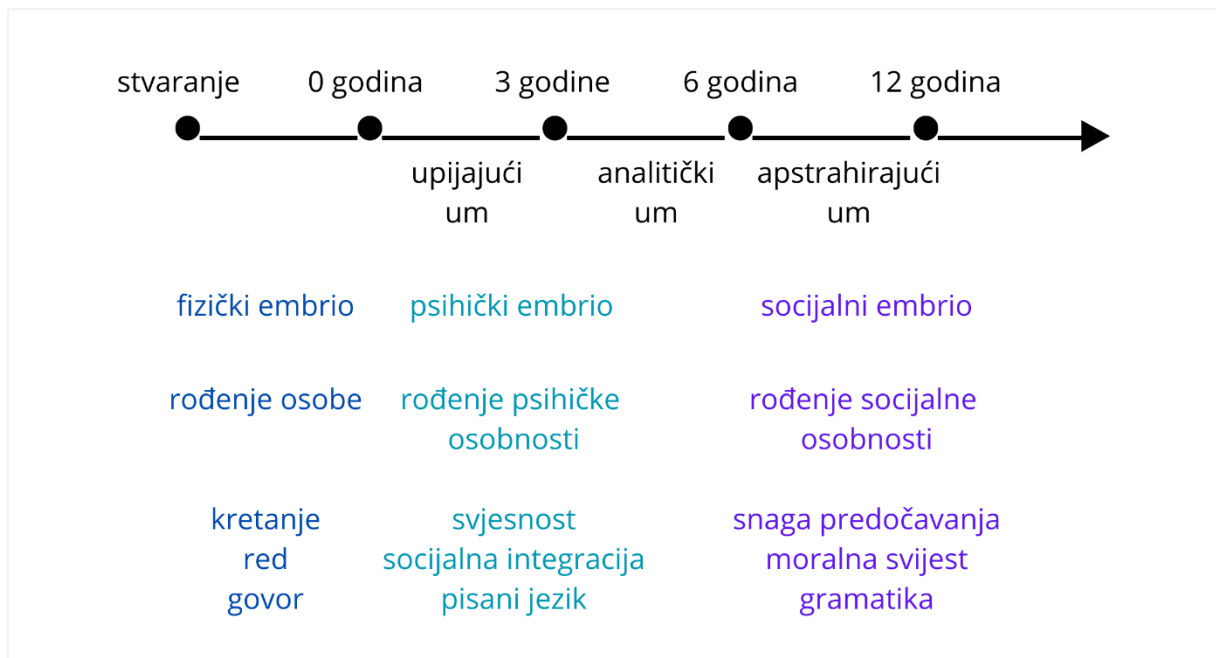 stvaranje 0 godina 3 godine 6 godina 12 godina
upijajući analitički apstrahirajući
um um um
fizički embrio psihički embrio socijalni embrio
rođenje osobe rođenje psihičke rođenje socijalne
osobnosti osobnosti
kretanje svjesnost snaga predočavanja
red socijalna integracija moralna svijest
govor pisani jezik gramatika